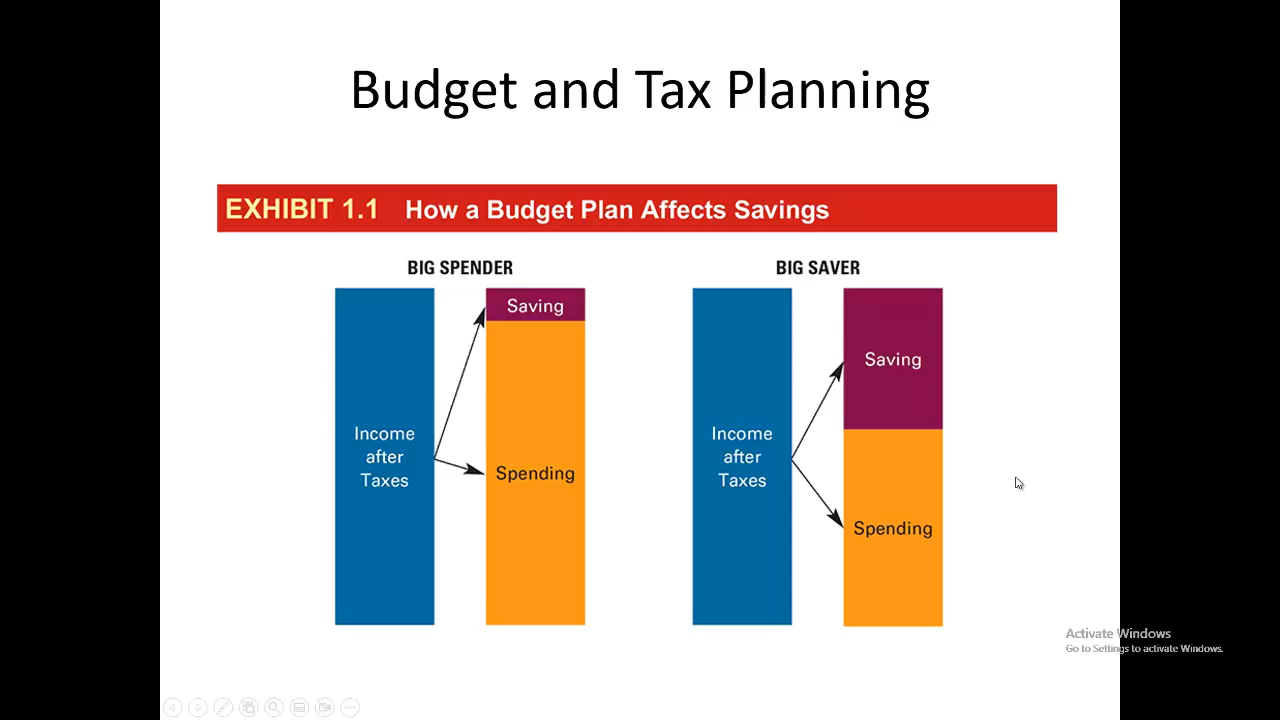 Budget and Tax Planning
EXHIBIT 1.1 How a Budget Plan Affects Savings
BIG SPENDER
BIG SAVER
Income
after
Taxes
Saving
Spending
Income
after
Taxes
Saving
Spending
Activate Windows
Go to Settings to activate Windows.